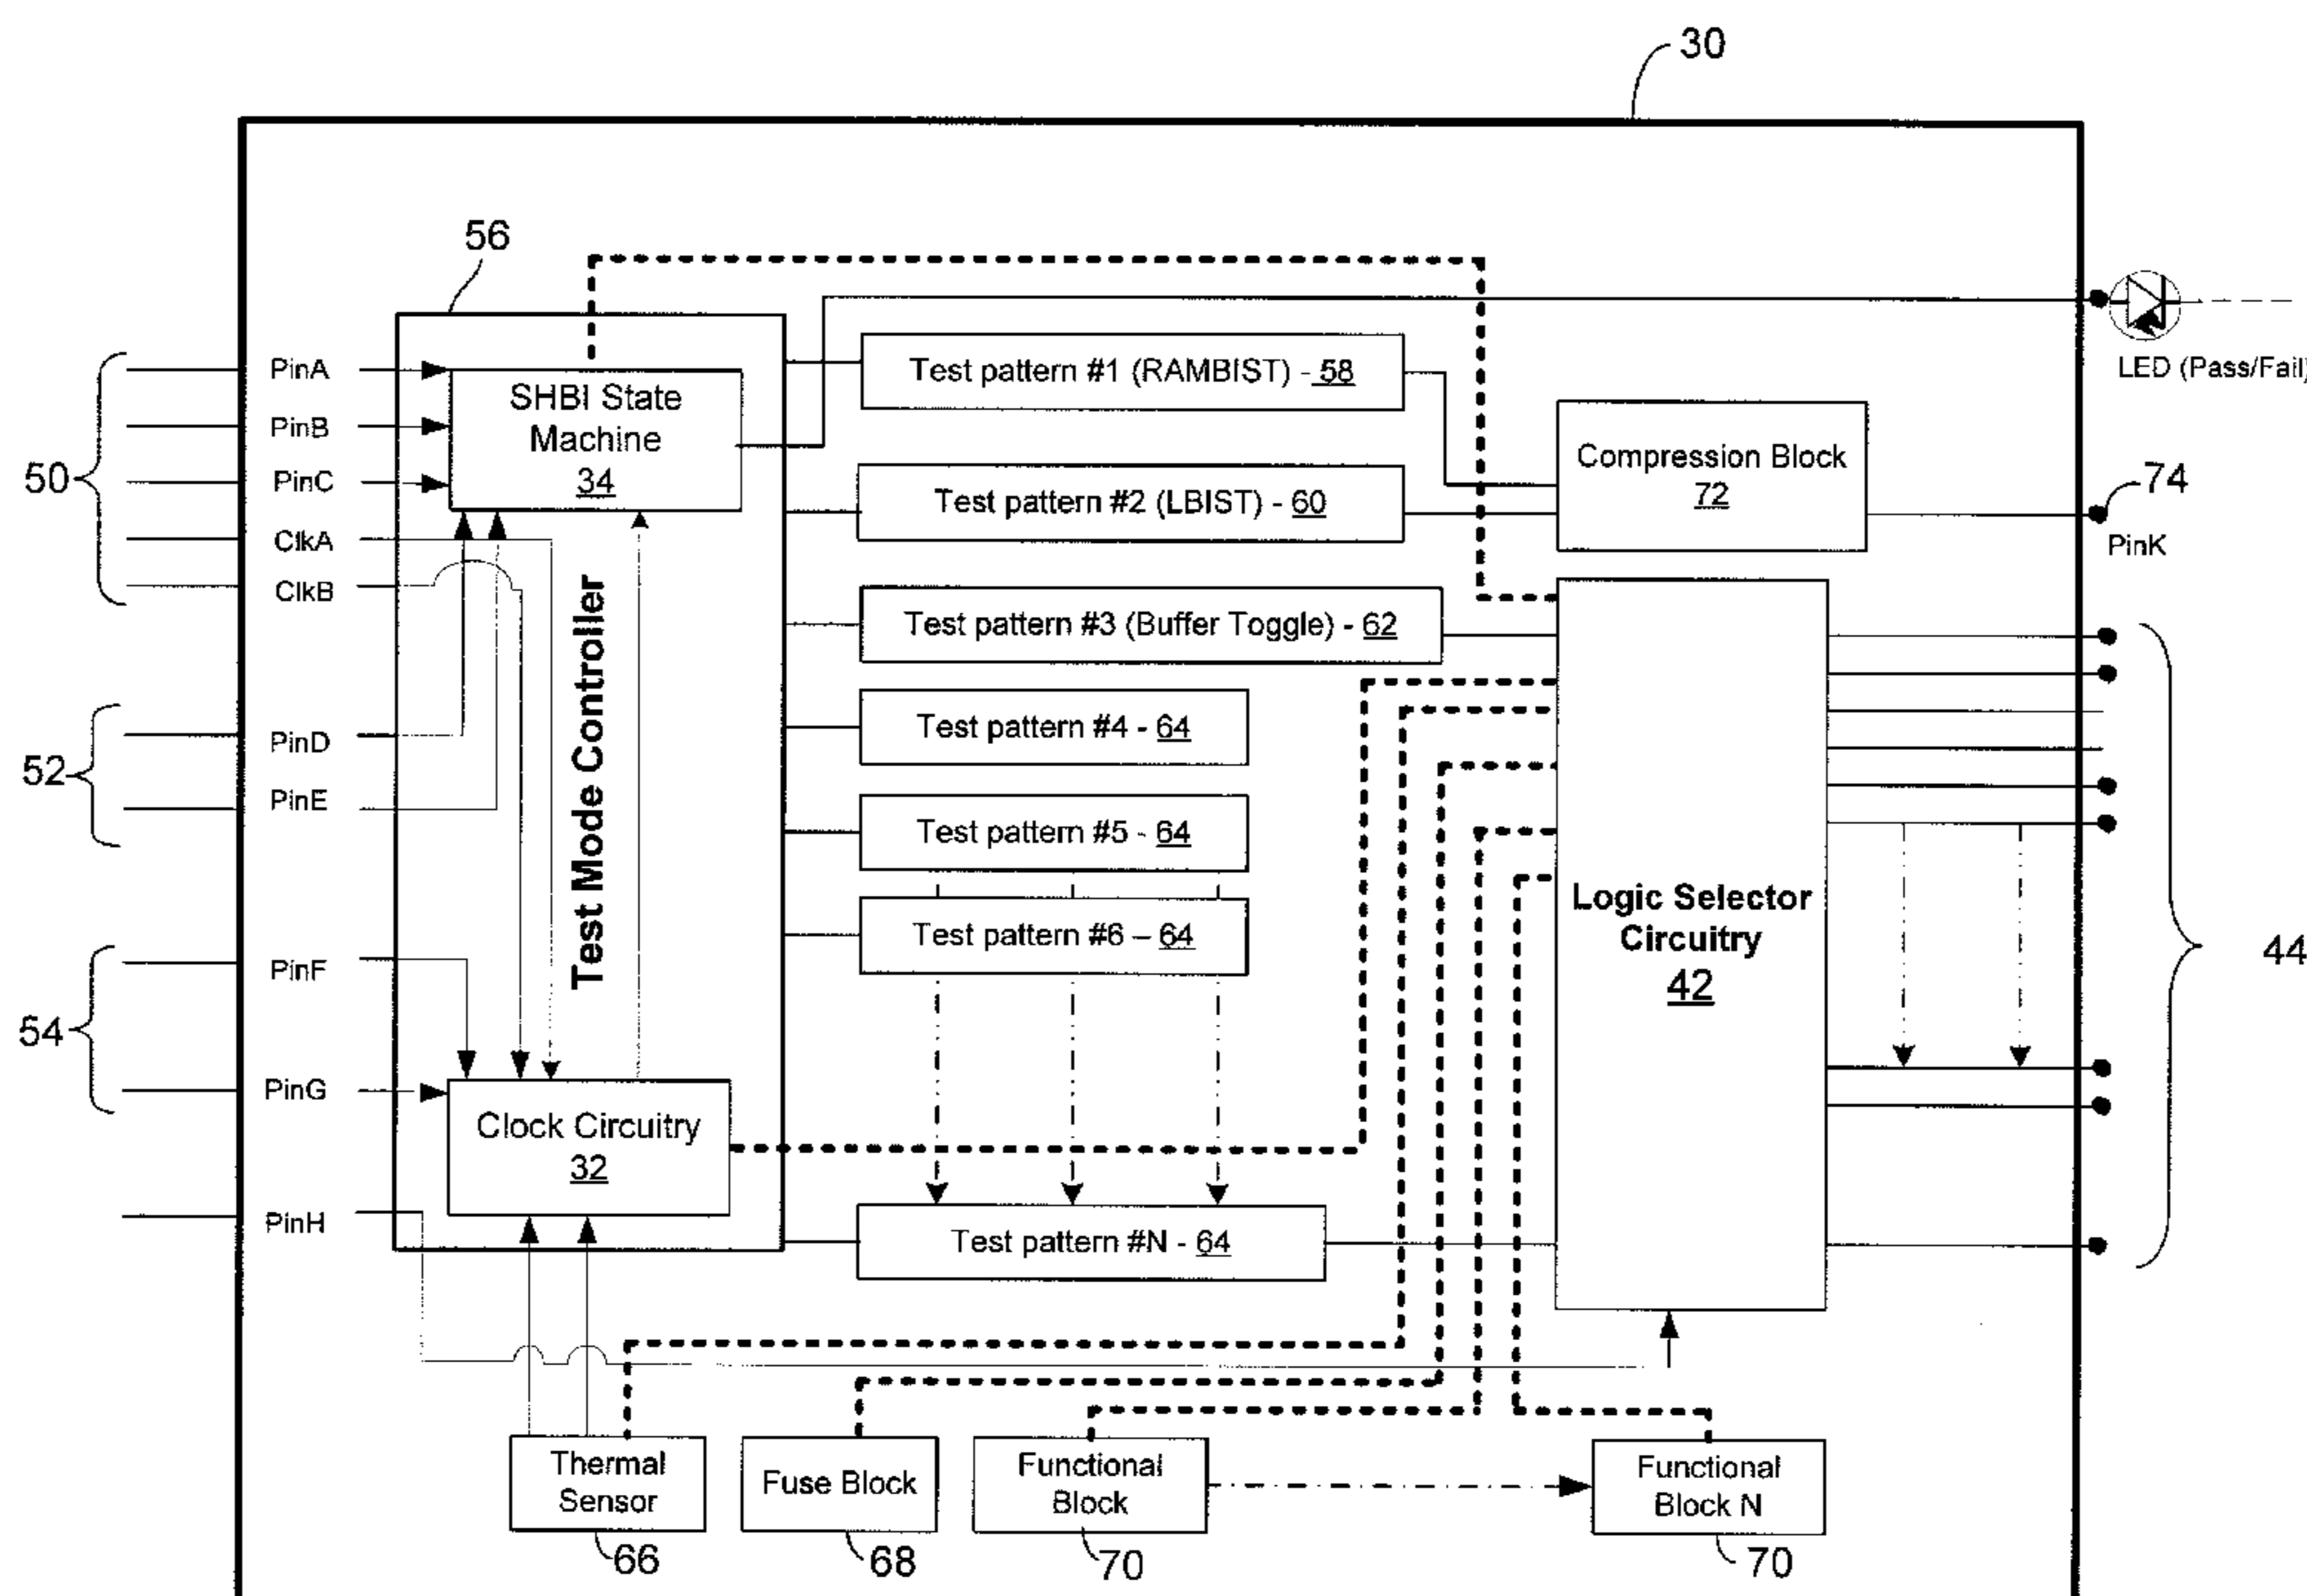 30
56
PinA
PinB
PinC
ClkA
ClkB
50
PinD
PinE
52
PinF
PinG
54
PinH
SHBI State
Machine
34
Test Mode Controller
Clock Circuitry
32
Test pattern #1 (RAMBIST) - 58
Test pattern #2 (LBIST) - 60
Test pattern #3 (Buffer Toggle) - 62
Test pattern #4 - 64
Test pattern #5 - 64
Test pattern #6 – 64
Test pattern #N - 64
Compression Block
72
Logic Selector
Circuitry
42
LED (Pass/Fail)
74
PinK
44
Thermal
Sensor
66
Fuse Block
68
Functional
Block
70
Functional
Block N
70